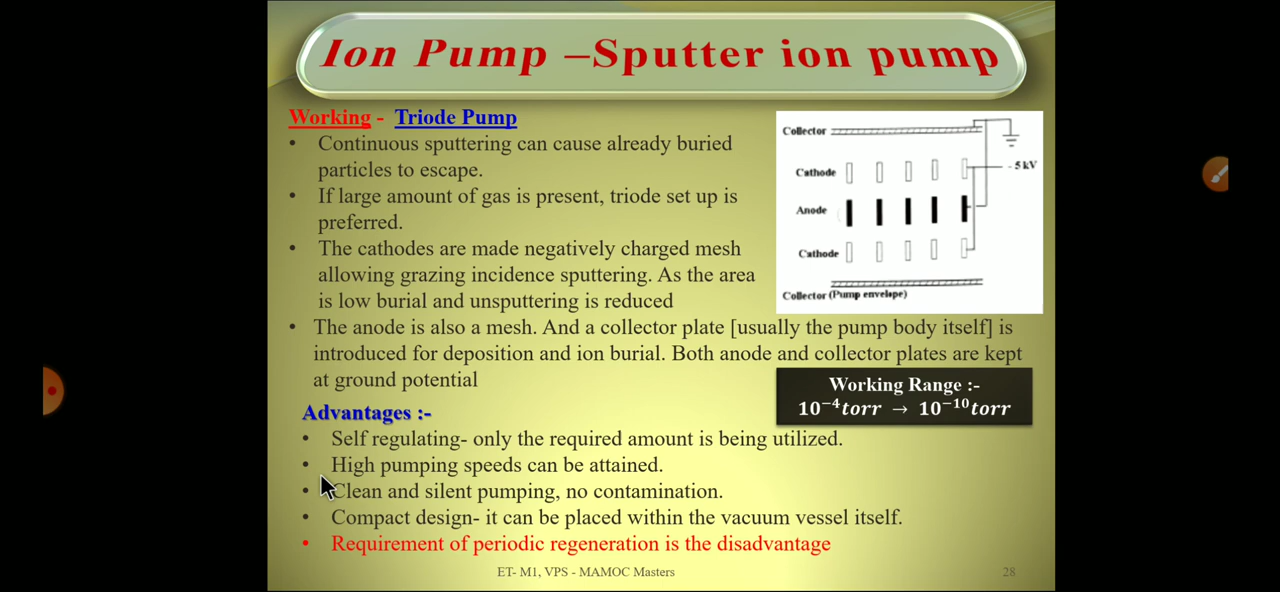 Ion Pump –Sputter ion pump
Working - Triode Pump
• Continuous sputtering can cause already buried
particles to escape.
• If large amount of gas is present, triode set up is
preferred.
• The cathodes are made negatively charged mesh
allowing grazing incidence sputtering. As the area
is low burial and unsputtering is reduced
• The anode is also a mesh. And a collector plate [usually the pump body itself] is
introduced for deposition and ion burial. Both anode and collector plates are kept
at ground potential
Collector
Cathode
- 5 kV
Anode
Cathode
Collector (Pump envelope)
Working Range :-
10⁻⁴torr → 10⁻¹⁰torr
Advantages :-
• Self regulating- only the required amount is being utilized.
• High pumping speeds can be attained.
• Clean and silent pumping, no contamination.
• Compact design- it can be placed within the vacuum vessel itself.
• Requirement of periodic regeneration is the disadvantage
ET- M1, VPS - MAMOC Masters
28